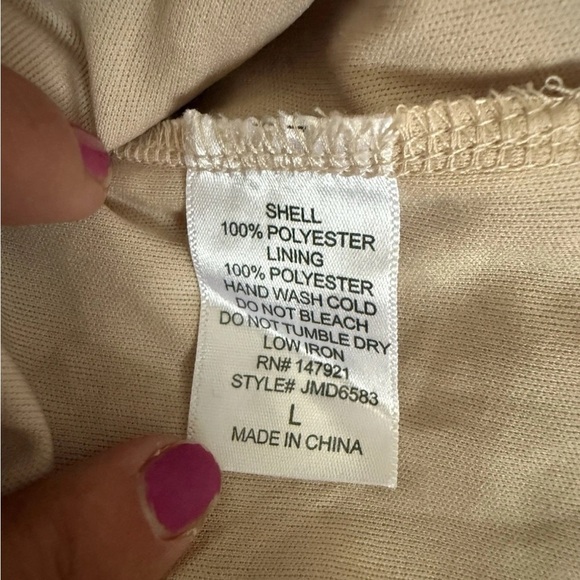 SHELL
100% POLYESTER
LINING
100% POLYESTER
HAND WASH COLD
DO NOT BLEACH
DO NOT TUMBLE DRY
LOW IRON
RN# 147921
STYLE# JMD6583
L
MADE IN CHINA